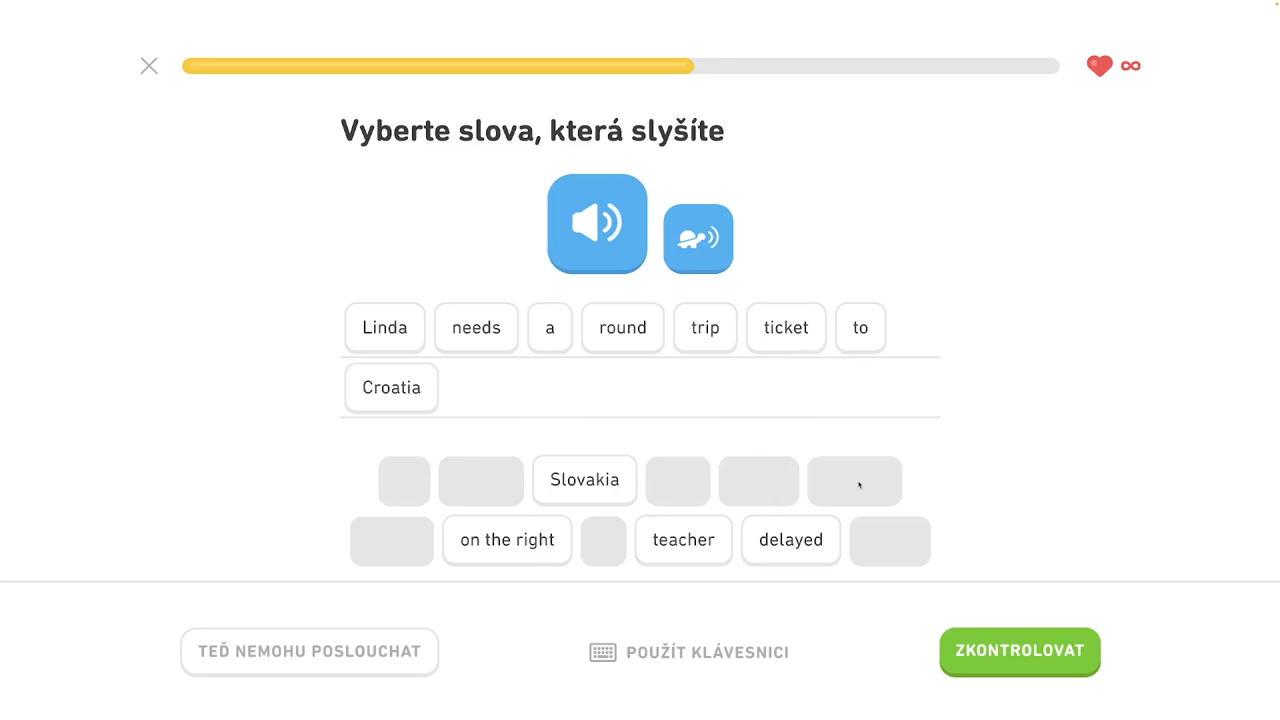 Vyberte slova, která slyšíte
Linda needs a round trip ticket to
Croatia
Slovakia
on the right teacher delayed
TEĎ NEMOHU POSLOUCHAT POUŽÍT KLÁVESNICI ZKONTROLOVAT